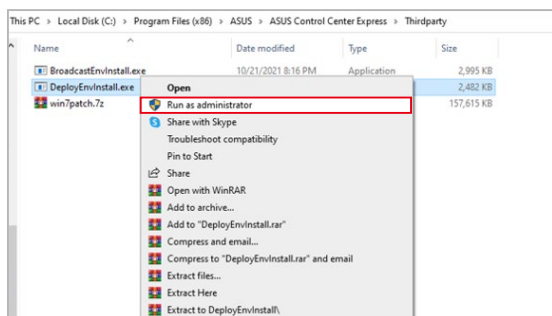 This PC > Local Disk (C:) > Program Files (x86) > ASUS > ASUS Control Center Express > Thirdparty
Name Date modified Type Size
BroadcastEnvInstall.exe 10/21/2021 8:16 PM Application 2,995 KB
DeployEnvInstall.exe 2,482 KB
win7patch.7z 157,615 KB
Open
Run as administrator
Share with Skype
Troubleshoot compatibility
Pin to Start
Share
Open with WinRAR
Add to archive...
Add to "DeployEnvInstall.rar"
Compress and email...
Compress to "DeployEnvInstall.rar" and email
Extract files...
Extract Here
Extract to DeployEnvInstall\